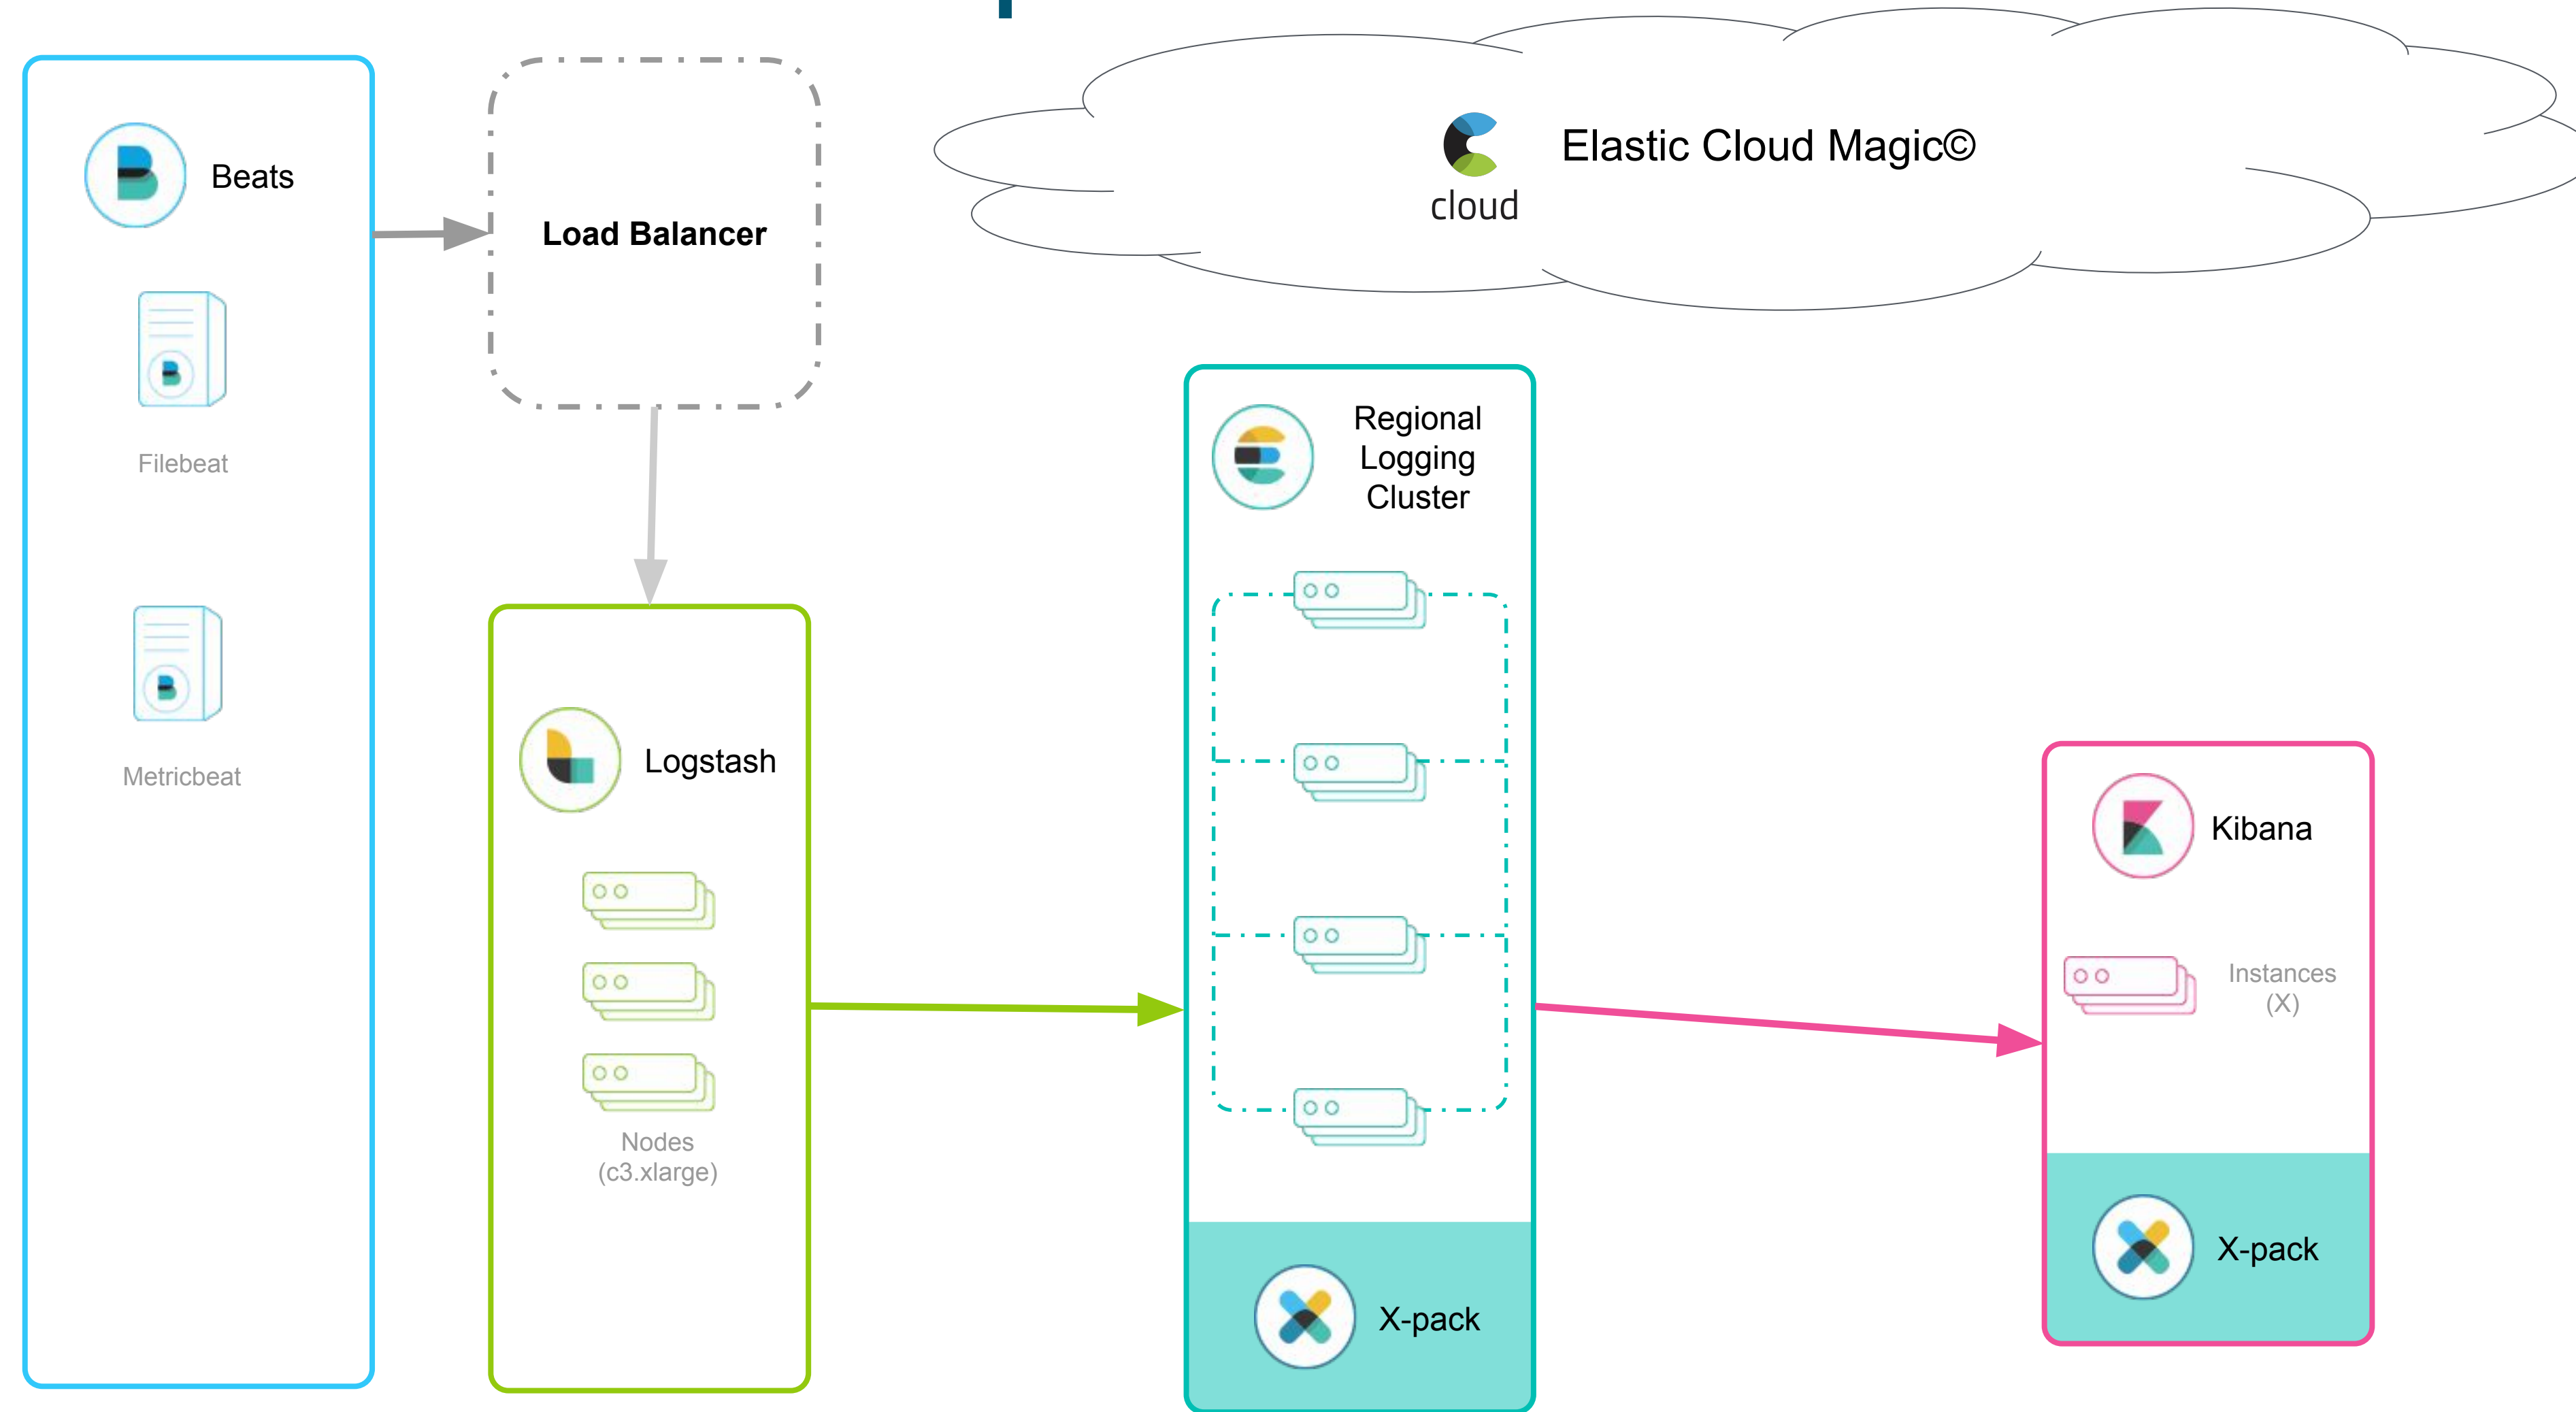 Beats
Filebeat
Metricbeat
Load Balancer
Logstash
Nodes
(c3.xlarge)
cloud
Elastic Cloud Magic©
Regional
Logging
Cluster
X-pack
Kibana
Instances
(X)
X-pack